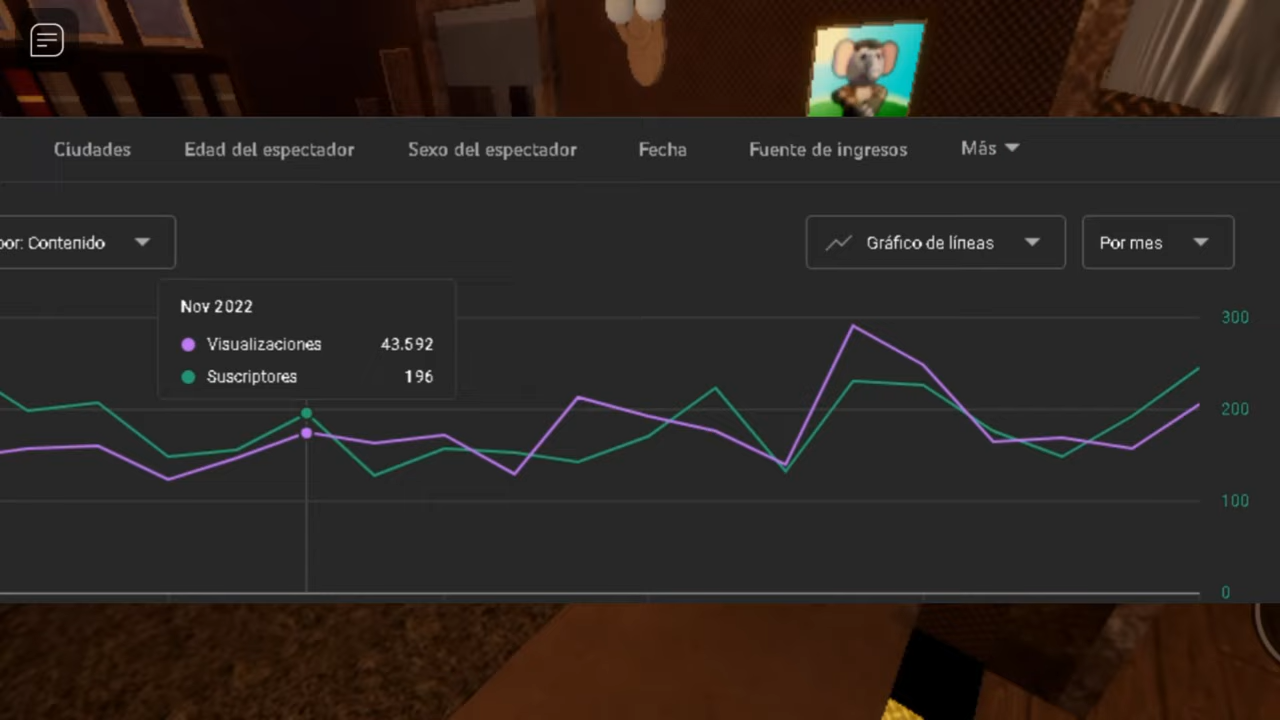 Ciudades Edad del espectador Sexo del espectador Fecha Fuente de ingresos Más
por: Contenido Gráfico de líneas Por mes
Nov 2022
Visualizaciones 43.592
Suscriptores 196
300
200
100
0